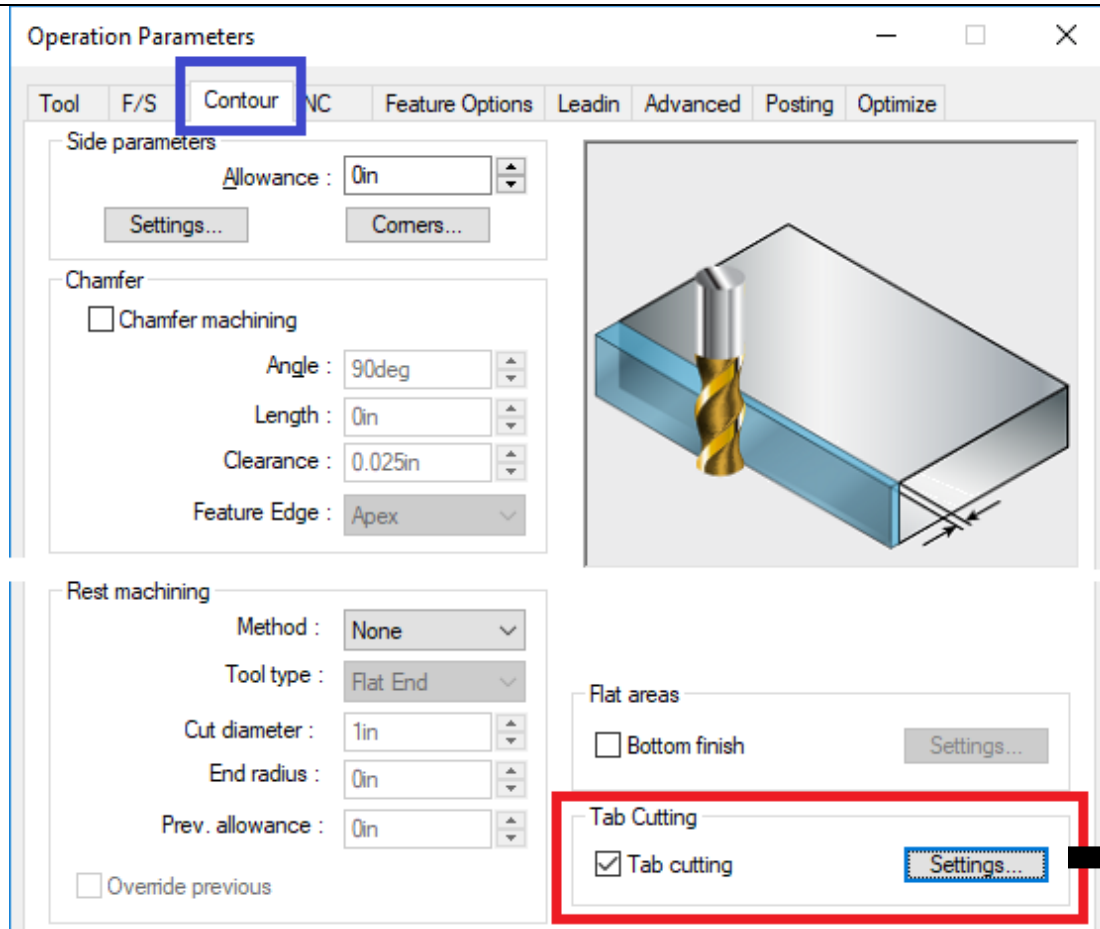 Operation Parameters
Tool F/S Contour NC Feature Options Leadin Advanced Posting Optimize
Side parameters
Allowance : 0in
Settings... Corners...
Chamfer
Chamfer machining
Angle : 90deg
Length : 0in
Clearance : 0.025in
Feature Edge : Apex
Rest machining
Method : None
Tool type : Flat End
Cut diameter : 1in
End radius : 0in
Prev. allowance : 0in
Override previous
Flat areas
Bottom finish Settings...
Tab Cutting
Tab cutting Settings...